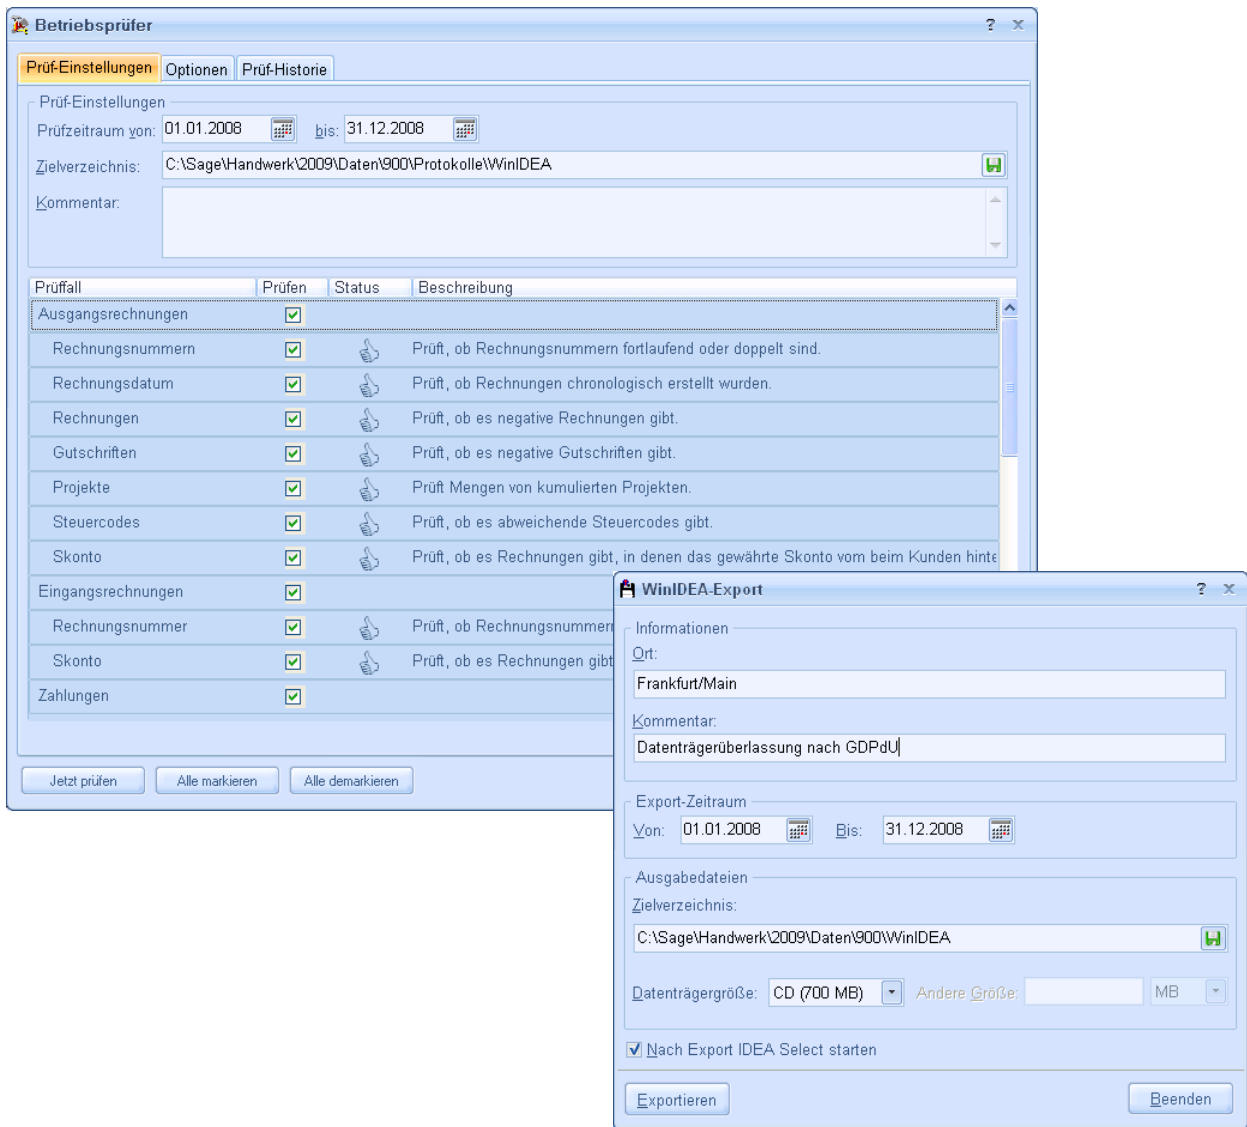 Betriebsprüfer
Prüf-Einstellungen Optionen Prüf-Historie
Prüf-Einstellungen
Prüfzeitraum von: 01.01.2008 bis: 31.12.2008
Zielverzeichnis: C:\Sage\Handwerk\2009\Daten\900\Protokolle\WinIDEA
Kommentar:
Prüffall Prüfen Status Beschreibung
Ausgangsrechnungen
Rechnungsnummern Prüft, ob Rechnungsnummern fortlaufend oder doppelt sind.
Rechnungsdatum Prüft, ob Rechnungen chronologisch erstellt wurden.
Rechnungen Prüft, ob es negative Rechnungen gibt.
Gutschriften Prüft, ob es negative Gutschriften gibt.
Projekte Prüft Mengen von kumulierten Projekten.
Steuercodes Prüft, ob es abweichende Steuercodes gibt.
Skonto Prüft, ob es Rechnungen gibt, in denen das gewährte Skonto vom beim Kunden hinte
Eingangsrechnungen
Rechnungsnummer Prüft, ob Rechnungsnummern
Skonto Prüft, ob es Rechnungen gibt
Zahlungen
Jetzt prüfen Alle markieren Alle demarkieren
WinIDEA-Export
Informationen
Ort:
Frankfurt/Main
Kommentar:
Datenträgerüberlassung nach GDPdU
Export-Zeitraum
Von: 01.01.2008 Bis: 31.12.2008
Ausgabedateien
Zielverzeichnis:
C:\Sage\Handwerk\2009\Daten\900\WinIDEA
Datenträgergröße: CD (700 MB) Andere Größe: MB
Nach Export IDEA Select starten
Exportieren Beenden